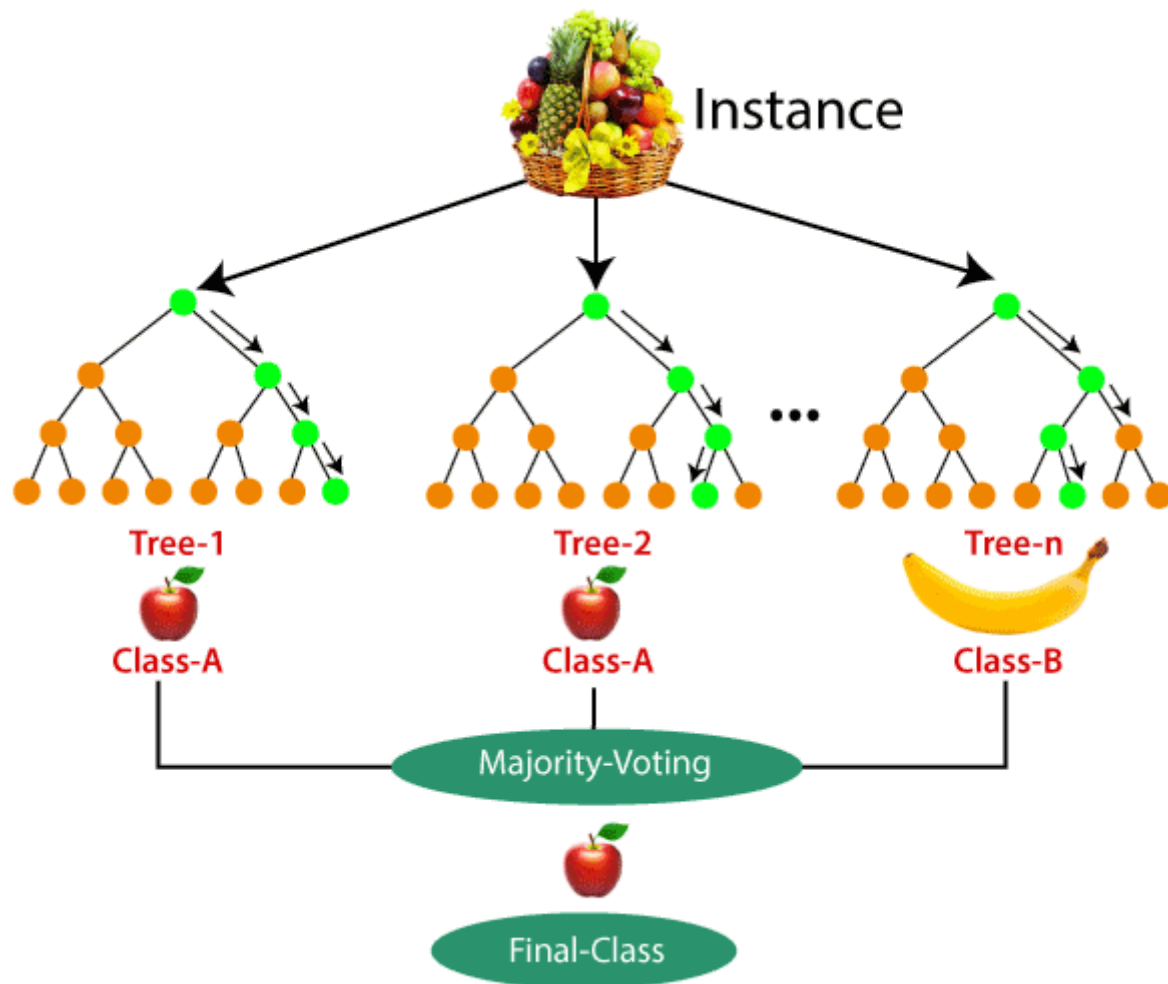 Instance
...
Tree-1
Tree-2
Tree-n
Class-A
Class-A
Class-B
Majority-Voting
Final-Class